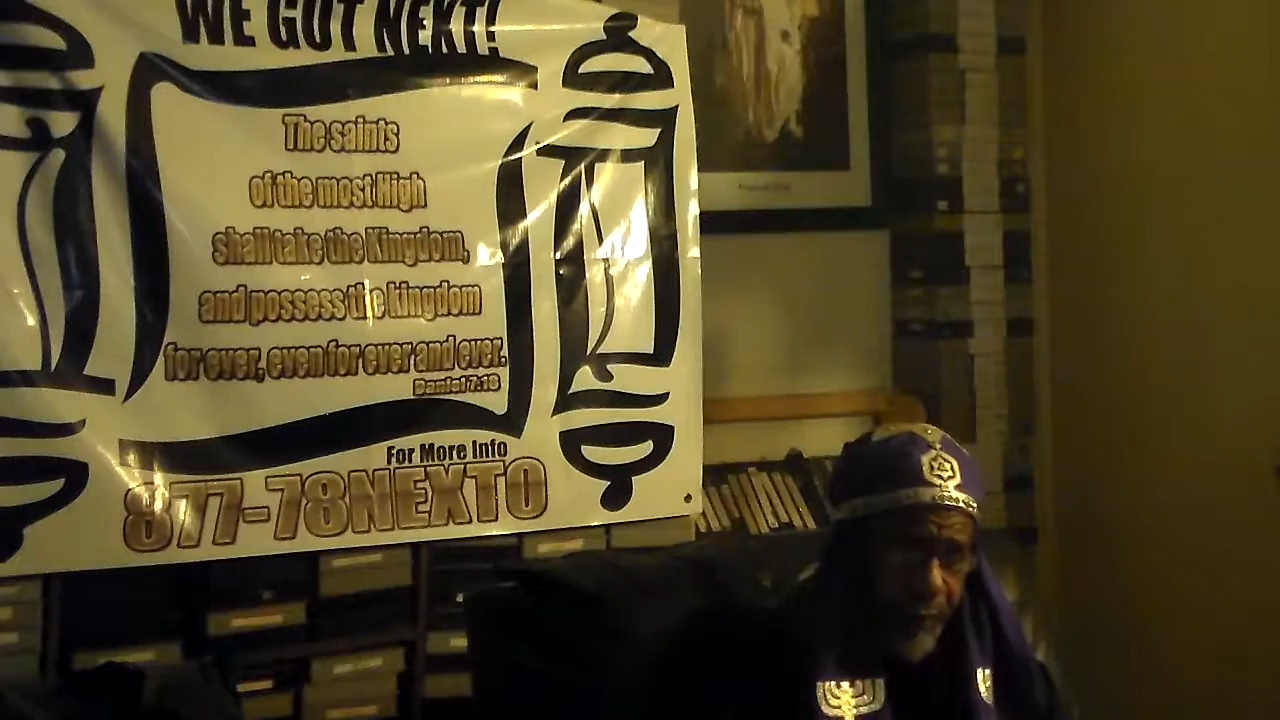 WE GOT NEXT!
The saints
of the most High
shall take the Kingdom,
and possess the kingdom
for ever, even for ever and ever.
Daniel 7:18
For More Info
877-78NEXTO